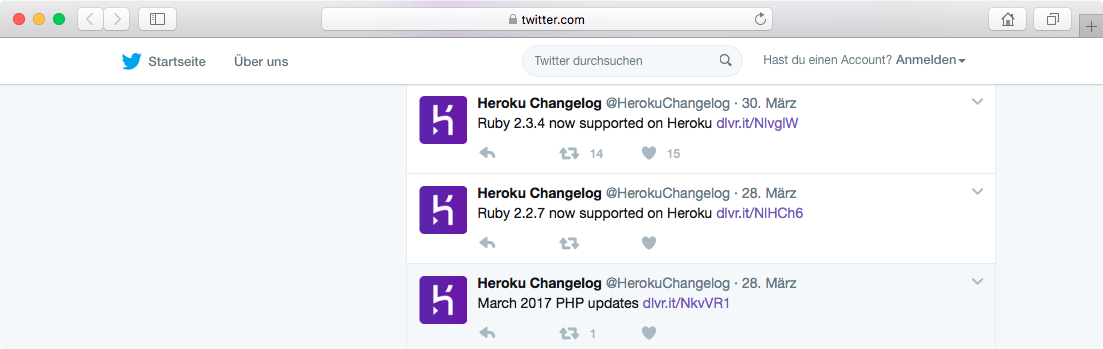 twitter.com
Startseite Über uns Twitter durchsuchen Hast du einen Account? Anmelden
Heroku Changelog @HerokuChangelog · 30. März
Ruby 2.3.4 now supported on Heroku dlvr.it/NlvglW
14 15
Heroku Changelog @HerokuChangelog · 28. März
Ruby 2.2.7 now supported on Heroku dlvr.it/NlHCh6
Heroku Changelog @HerokuChangelog · 28. März
March 2017 PHP updates dlvr.it/NkvVR1
1